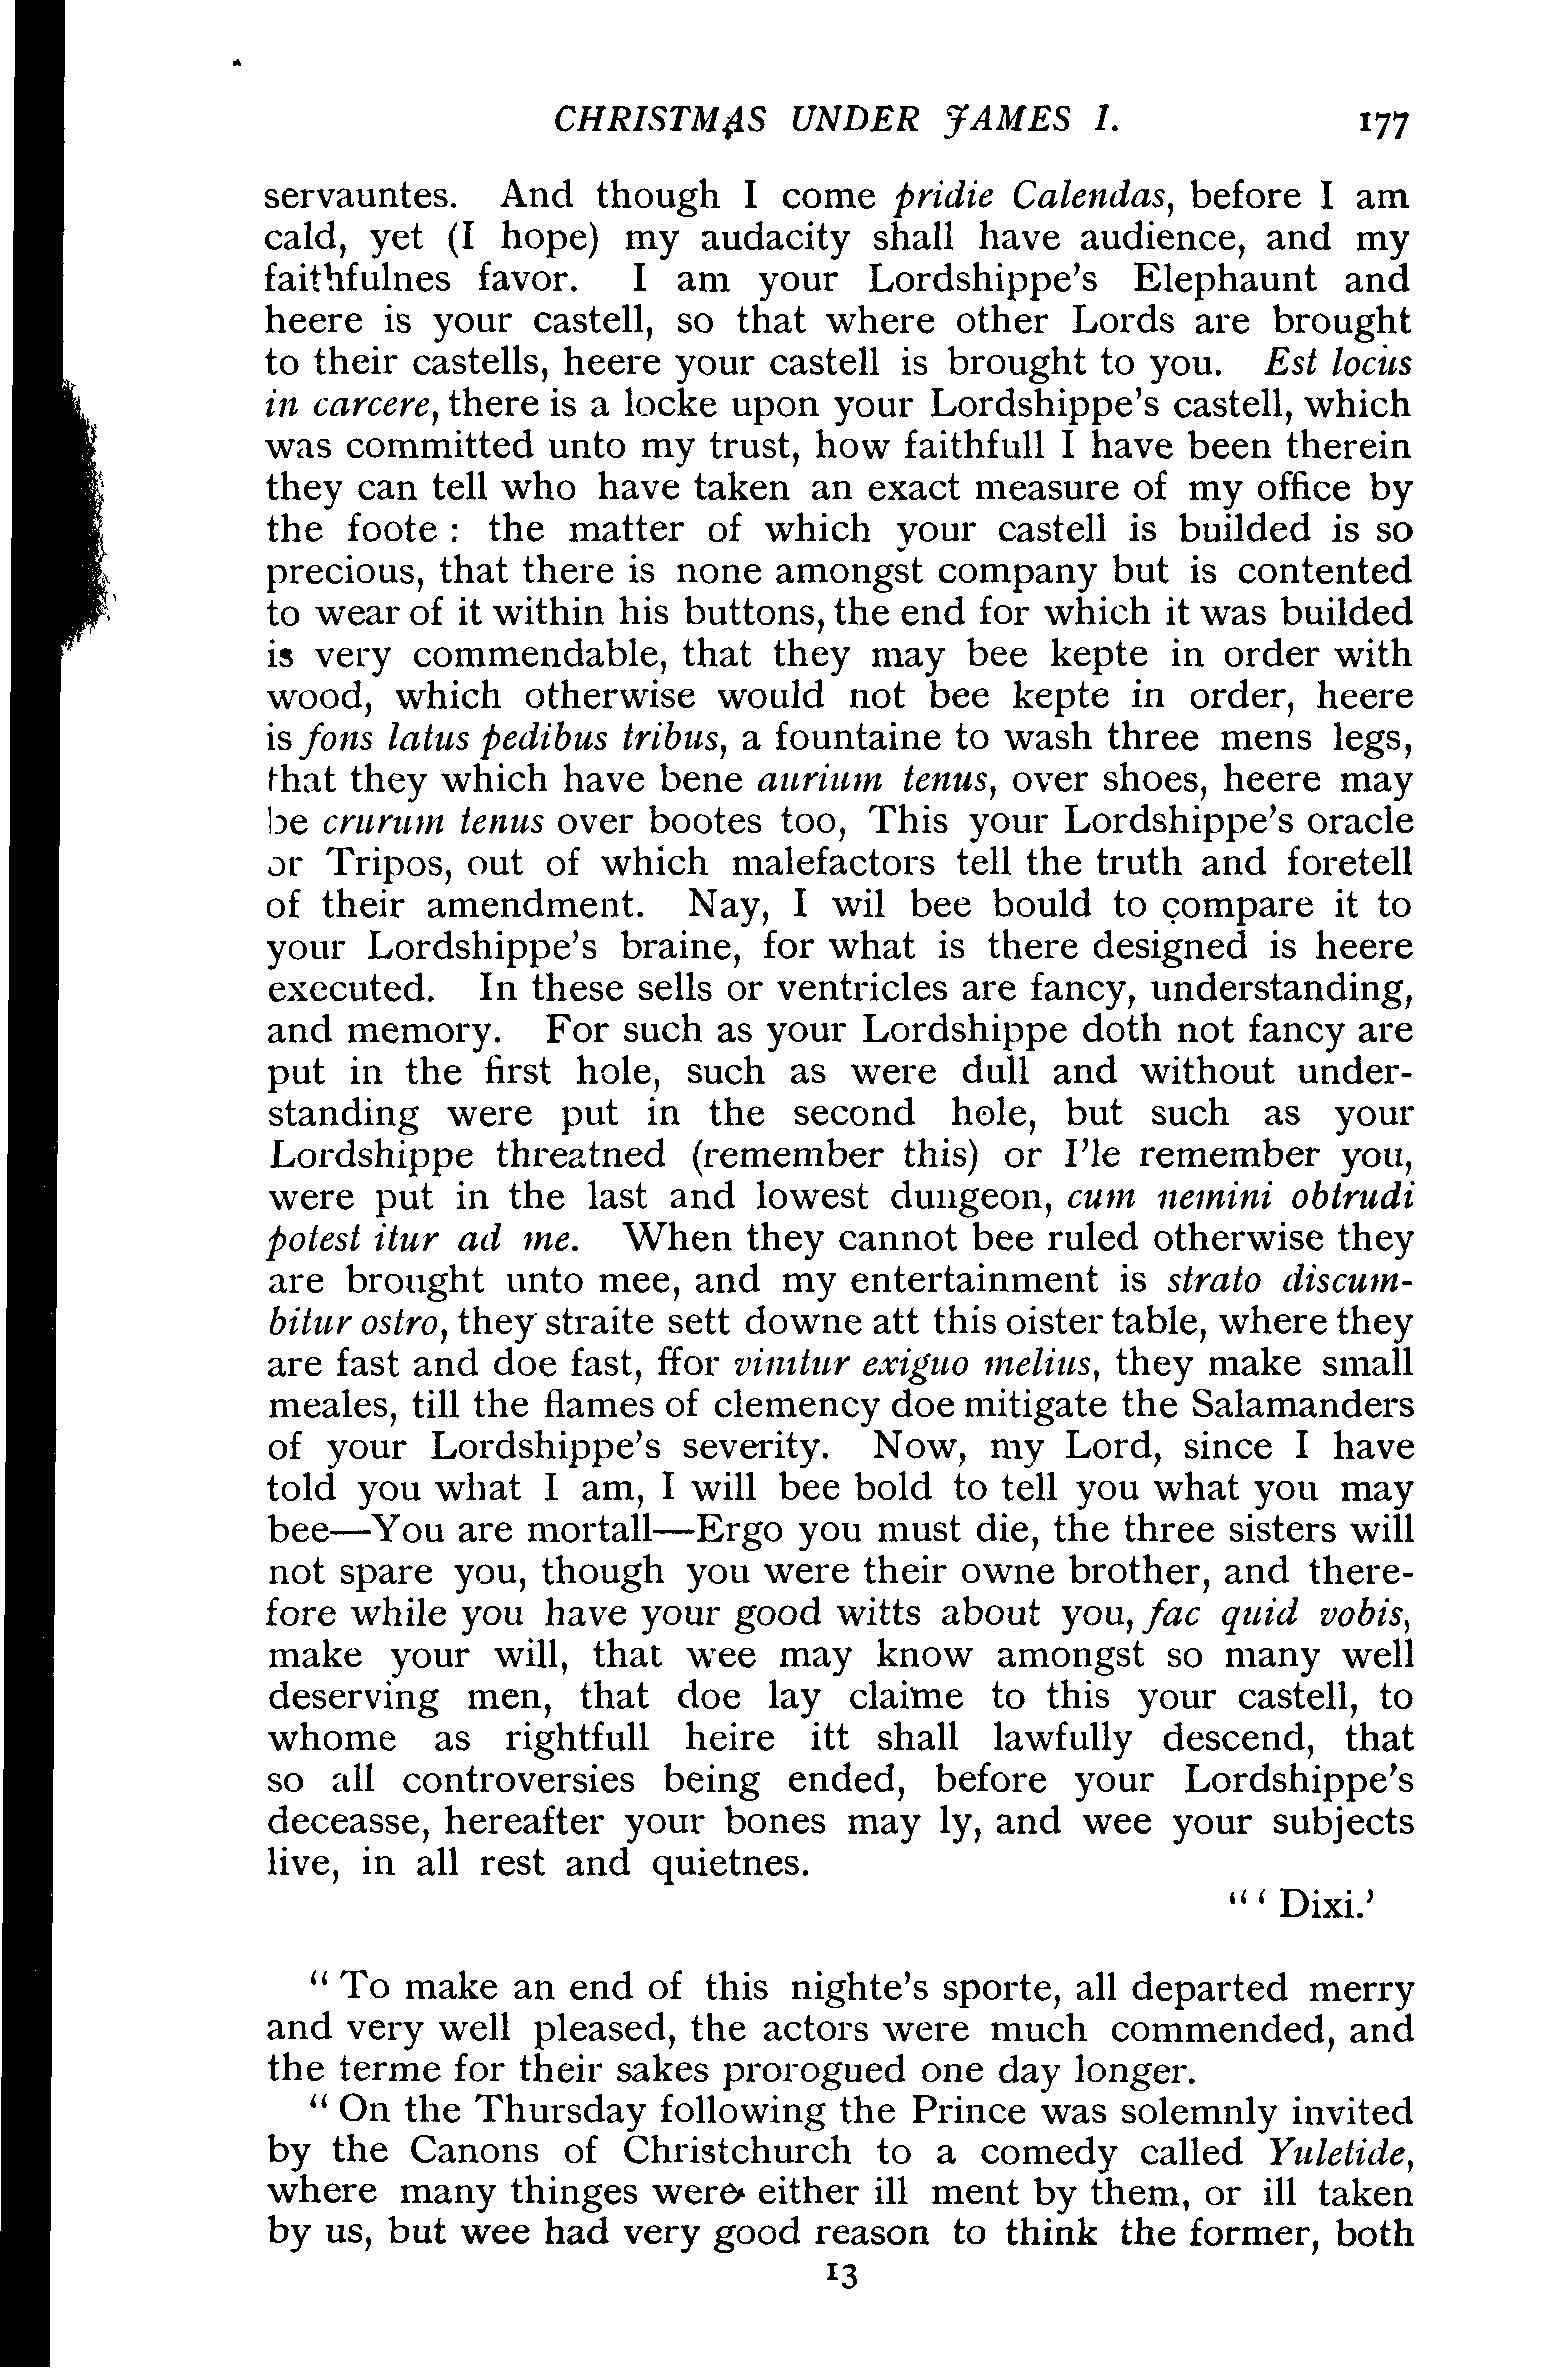 CHRISTMAS UNDER JAMES I. 177
servauntes. And though I come pridie Calendas, before I am
cald, yet (I hope) my audacity shall have audience, and my
faithfulnes favor. I am your Lordshippe's Elephaunt and
heere is your castell, so that where other Lords are brought
to their castells, heere your castell is brought to you. Est locus
in carcere, there is a locke upon your Lordshippe's castell, which
was committed unto my trust, how faithfull I have been therein
they can tell who have taken an exact measure of my office by
the foote : the matter of which your castell is builded is so
precious, that there is none amongst company but is contented
to wear of it within his buttons, the end for which it was builded
is very commendable, that they may bee kepte in order with
wood, which otherwise would not bee kepte in order, heere
is fons latus pedibus tribus, a fountaine to wash three mens legs,
that they which have bene aurium tenus, over shoes, heere may
be crurum tenus over bootes too, This your Lordshippe's oracle
or Tripos, out of which malefactors tell the truth and foretell
of their amendment. Nay, I wil bee bould to compare it to
your Lordshippe's braine, for what is there designed is heere
executed. In these sells or ventricles are fancy, understanding,
and memory. For such as your Lordshippe doth not fancy are
put in the first hole, such as were dull and without under-
standing were put in the second hole, but such as your
Lordshippe threatned (remember this) or I'le remember you,
were put in the last and lowest dungeon, cum nemini obtrudi
potest itur ad me. When they cannot bee ruled otherwise they
are brought unto mee, and my entertainment is strato discum-
bitur ostro, they straite sett downe att this oister table, where they
are fast and doe fast, ffor vimtur exiguo melius, they make small
meales, till the flames of clemency doe mitigate the Salamanders
of your Lordshippe's severity. Now, my Lord, since I have
told you what I am, I will bee bold to tell you what you may
bee—You are mortall—Ergo you must die, the three sisters will
not spare you, though you were their owne brother, and there-
fore while you have your good witts about you, fac quid vobis,
make your will, that wee may know amongst so many well
deserving men, that doe lay claime to this your castell, to
whome as rightfull heire itt shall lawfully descend, that
so all controversies being ended, before your Lordshippe's
deceasse, hereafter your bones may ly, and wee your subjects
live, in all rest and quietnes.
"'Dixi.'
"To make an end of this nighte's sporte, all departed merry
and very well pleased, the actors were much commended, and
the terme for their sakes prorogued one day longer.
"On the Thursday following the Prince was solemnly invited
by the Canons of Christchurch to a comedy called Yuletide,
where many thinges were either ill ment by them, or ill taken
by us, but wee had very good reason to think the former, both
13